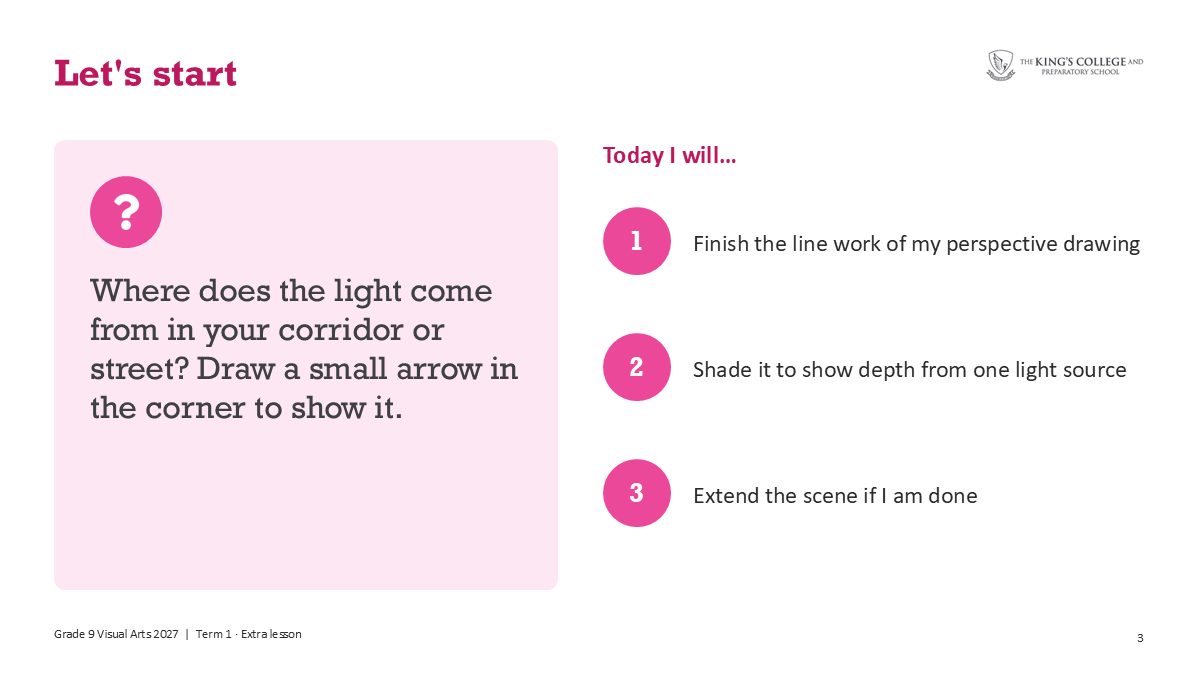 Let's start
THE KING'S COLLEGE AND
PREPARATORY SCHOOL
?
Where does the light come
from in your corridor or
street? Draw a small arrow in
the corner to show it.
Today I will...
1
Finish the line work of my perspective drawing
2
Shade it to show depth from one light source
3
Extend the scene if I am done
Grade 9 Visual Arts 2027 | Term 1 · Extra lesson
3